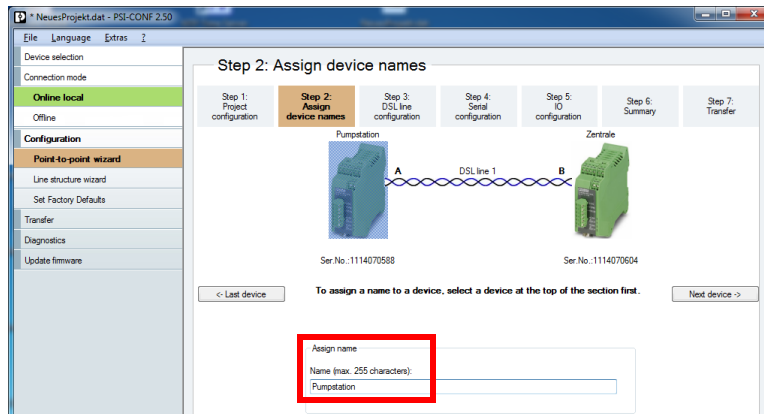 * NeuesProjekt.dat - PSI-CONF 2.50
File Language Extras ?
Device selection
Connection mode
Online local
Offline
Configuration
Point-to-point wizard
Line structure wizard
Set Factory Defaults
Transfer
Diagnostics
Update firmware
Step 2: Assign device names
Step 1:
Project
configuration
Step 2:
Assign
device names
Step 3:
DSL line
configuration
Step 4:
Serial
configuration
Step 5:
IO
configuration
Step 6:
Summary
Step 7:
Transfer
Pumpstation
Zentrale
A
DSL line 1
B
Ser.No.:1114070588
Ser.No.:1114070604
<- Last device
To assign a name to a device, select a device at the top of the section first.
Next device ->
Assign name
Name (max. 255 characters):
Pumpstation